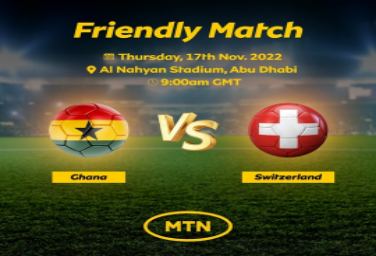 Friendly Match
Thursday, 17th Nov. 2022
Al Nahyan Stadium, Abu Dhabi
9:00am GMT
VS
Ghana
Switzerland
MTN